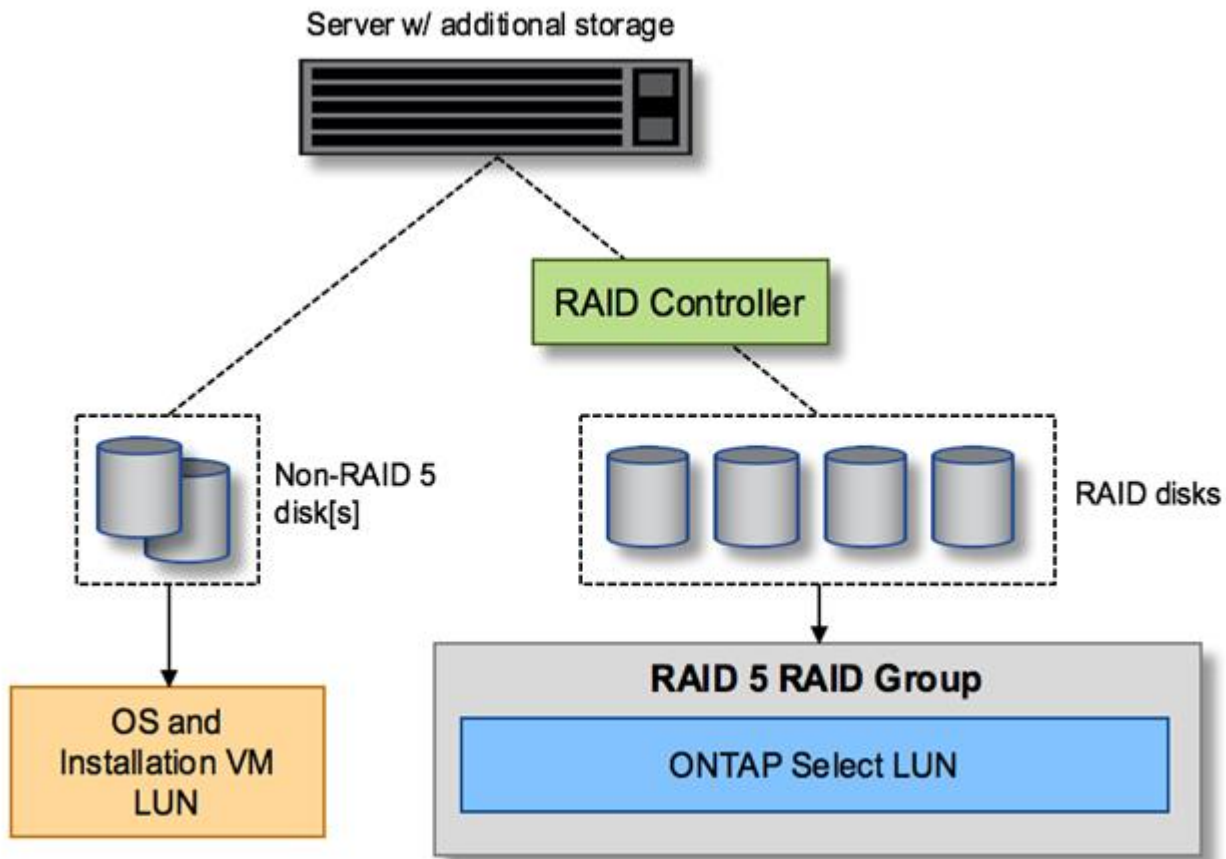 Server w/ additional storage
RAID Controller
Non-RAID 5
disk[s]
RAID disks
OS and
Installation VM
LUN
RAID 5 RAID Group
ONTAP Select LUN